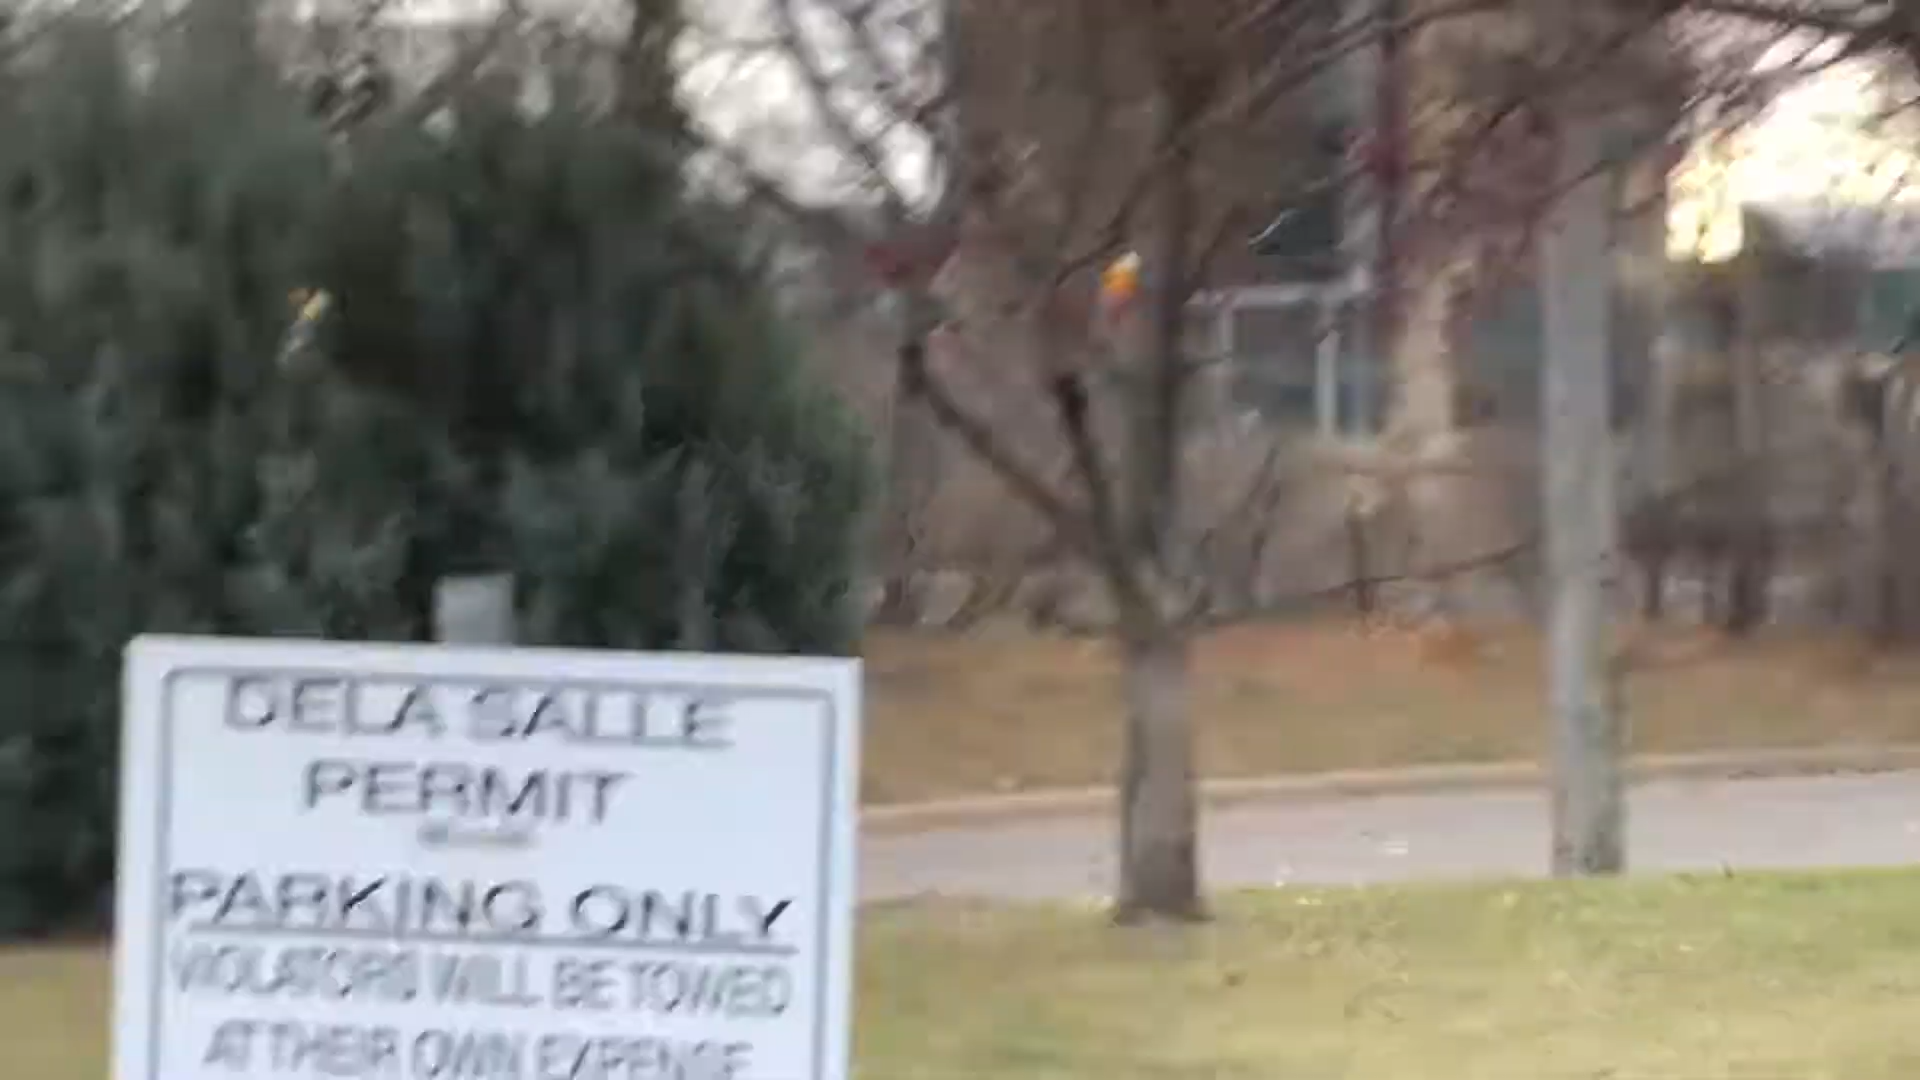 DELA SALLE
PERMIT
PARKING ONLY
VIOLATORS WILL BE TOWED
AT THEIR OWN EXPENSE